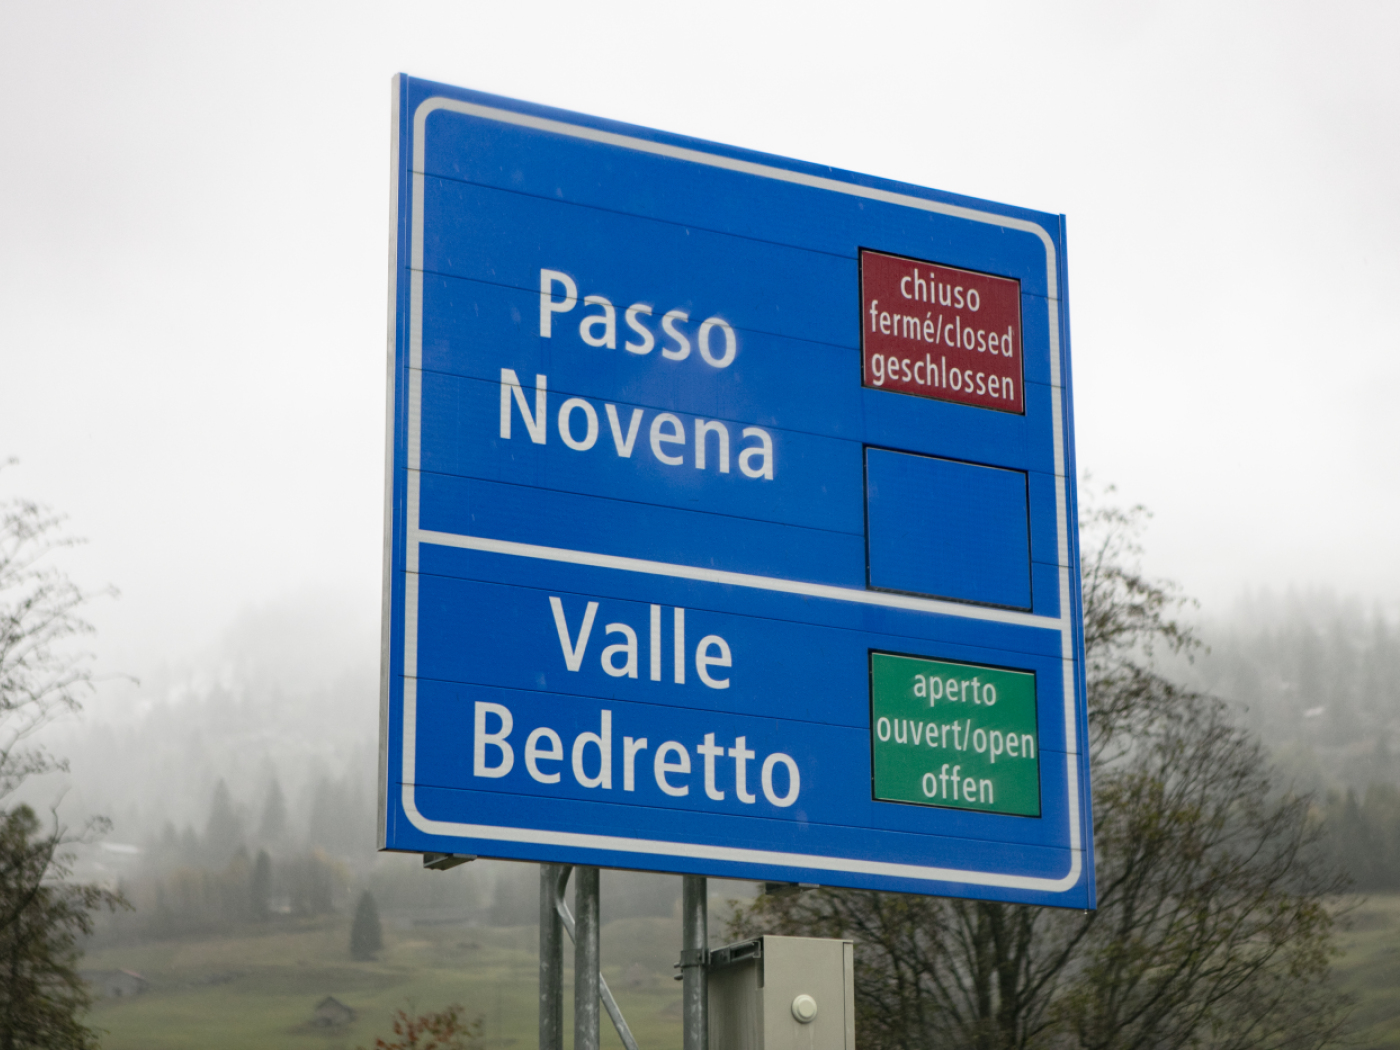 Passo
Novena
chiuso
fermé/closed
geschlossen
Valle
Bedretto
aperto
ouvert/open
offen